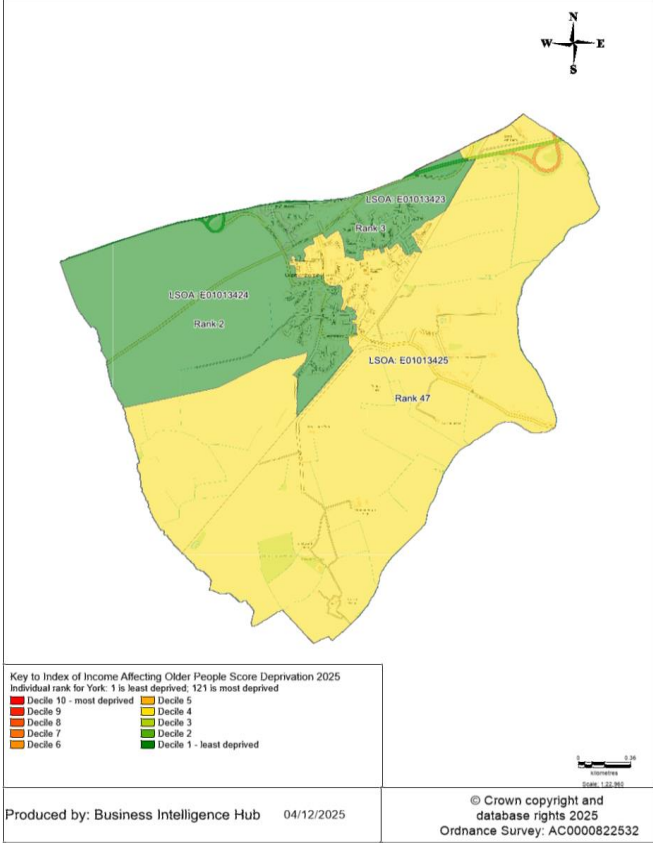 N
W E
S
LSOA: E01013423
Rank 3
LSOA: E01013424
Rank 2
LSOA: E01013425
Rank 47
Key to Index of Income Affecting Older People Score Deprivation 2025
Individual rank for York: 1 is least deprived; 121 is most deprived
Decile 10 - most deprived
Decile 9
Decile 8
Decile 7
Decile 6
Decile 5
Decile 4
Decile 3
Decile 2
Decile 1 - least deprived
0 0.36
kilometres
Scale: 1:22,960
Produced by: Business Intelligence Hub 04/12/2025
© Crown copyright and
database rights 2025
Ordnance Survey: AC0000822532